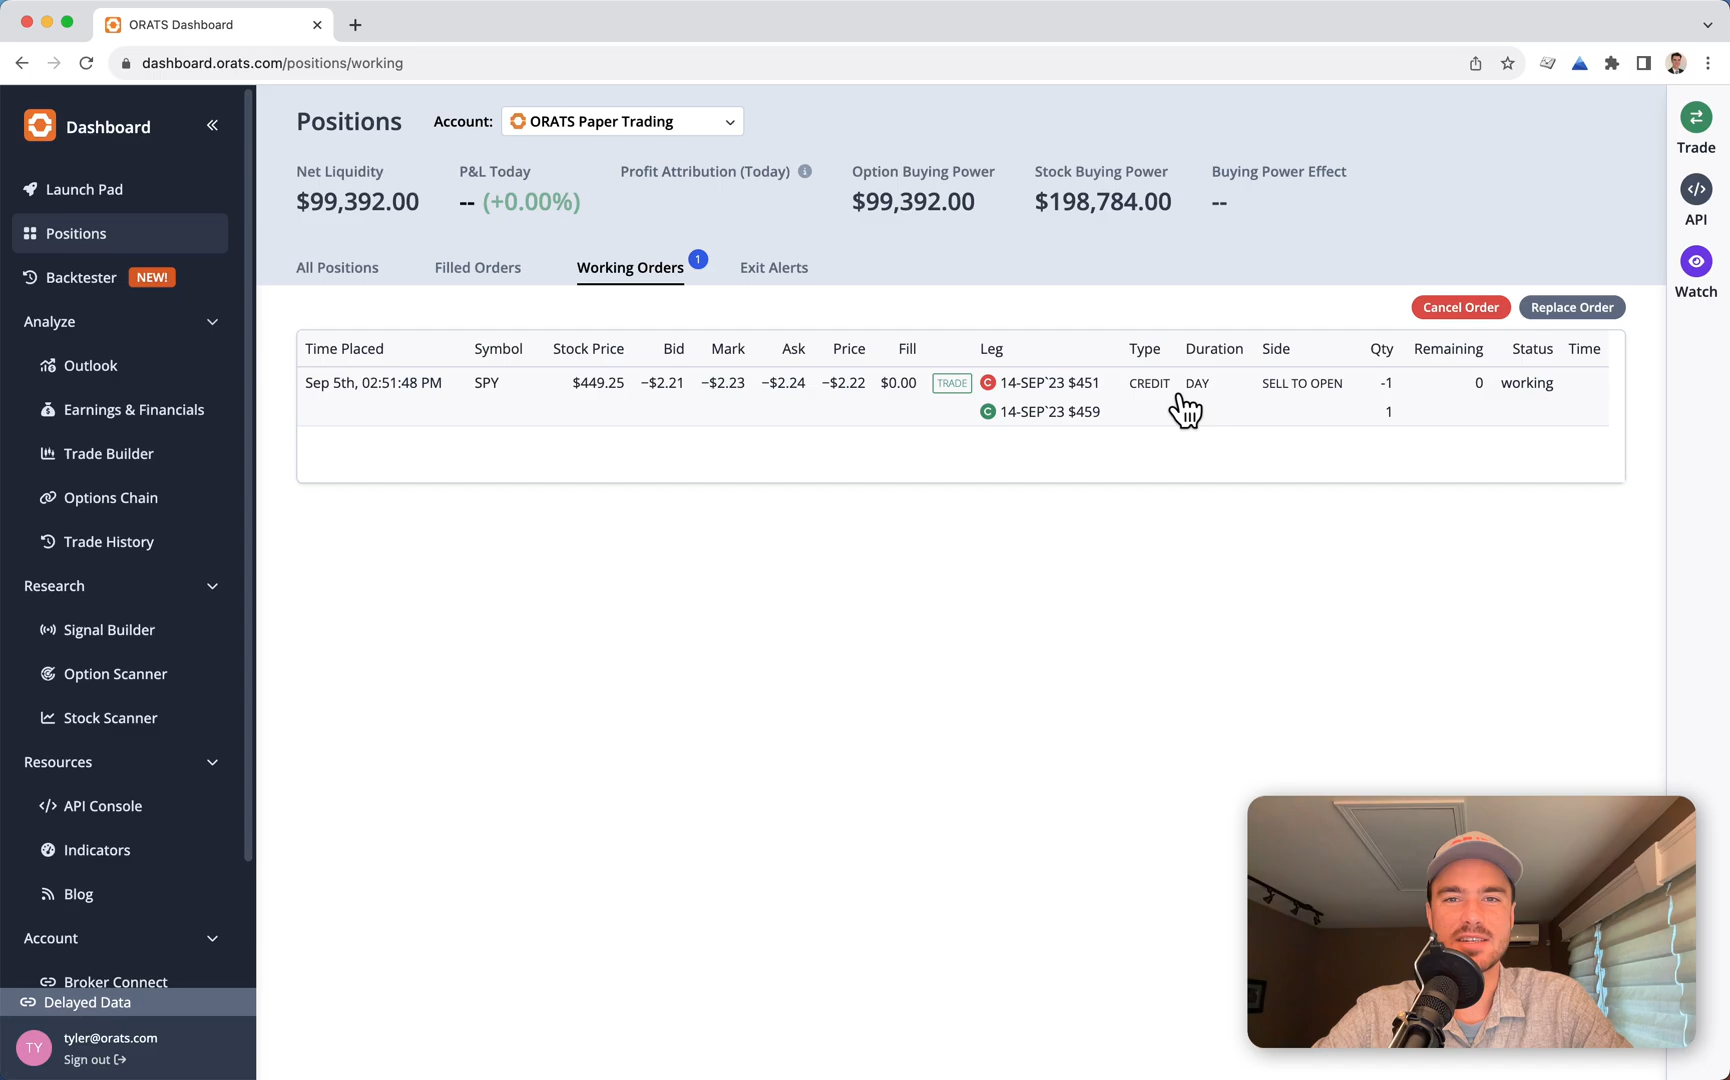 ORATS Dashboard
dashboard.orats.com/positions/working
Dashboard
Launch Pad
Positions
Backtester NEW!
Analyze
Outlook
Earnings & Financials
Trade Builder
Options Chain
Trade History
Research
Signal Builder
Option Scanner
Stock Scanner
Resources
API Console
Indicators
Blog
Account
Broker Connect
Delayed Data
TY
tyler@orats.com
Sign out
Positions
Account: ORATS Paper Trading
Net Liquidity P&L Today Profit Attribution (Today) Option Buying Power Stock Buying Power Buying Power Effect
$99,392.00 -- (+0.00%) $99,392.00 $198,784.00 --
All Positions Filled Orders Working Orders 1 Exit Alerts
Cancel Order Replace Order
Time Placed Symbol Stock Price Bid Mark Ask Price Fill Leg Type Duration Side Qty Remaining Status Time
Sep 5th, 02:51:48 PM SPY $449.25 −$2.21 −$2.23 −$2.24 −$2.22 $0.00 TRADE C 14-SEP`23 $451 CREDIT DAY SELL TO OPEN -1 0 working
C 14-SEP`23 $459 1
Trade
API
Watch